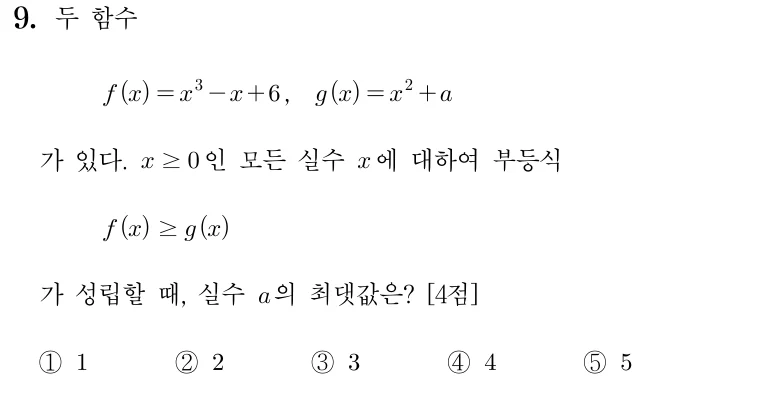 9. 두 함수
f(x)=x³-x+6, g(x)=x²+a
가 있다. x≥0인 모든 실수 x에 대하여 부등식
f(x)≥g(x)
가 성립할 때, 실수 a의 최댓값은? [4점]
① 1 ② 2 ③ 3 ④ 4 ⑤ 5